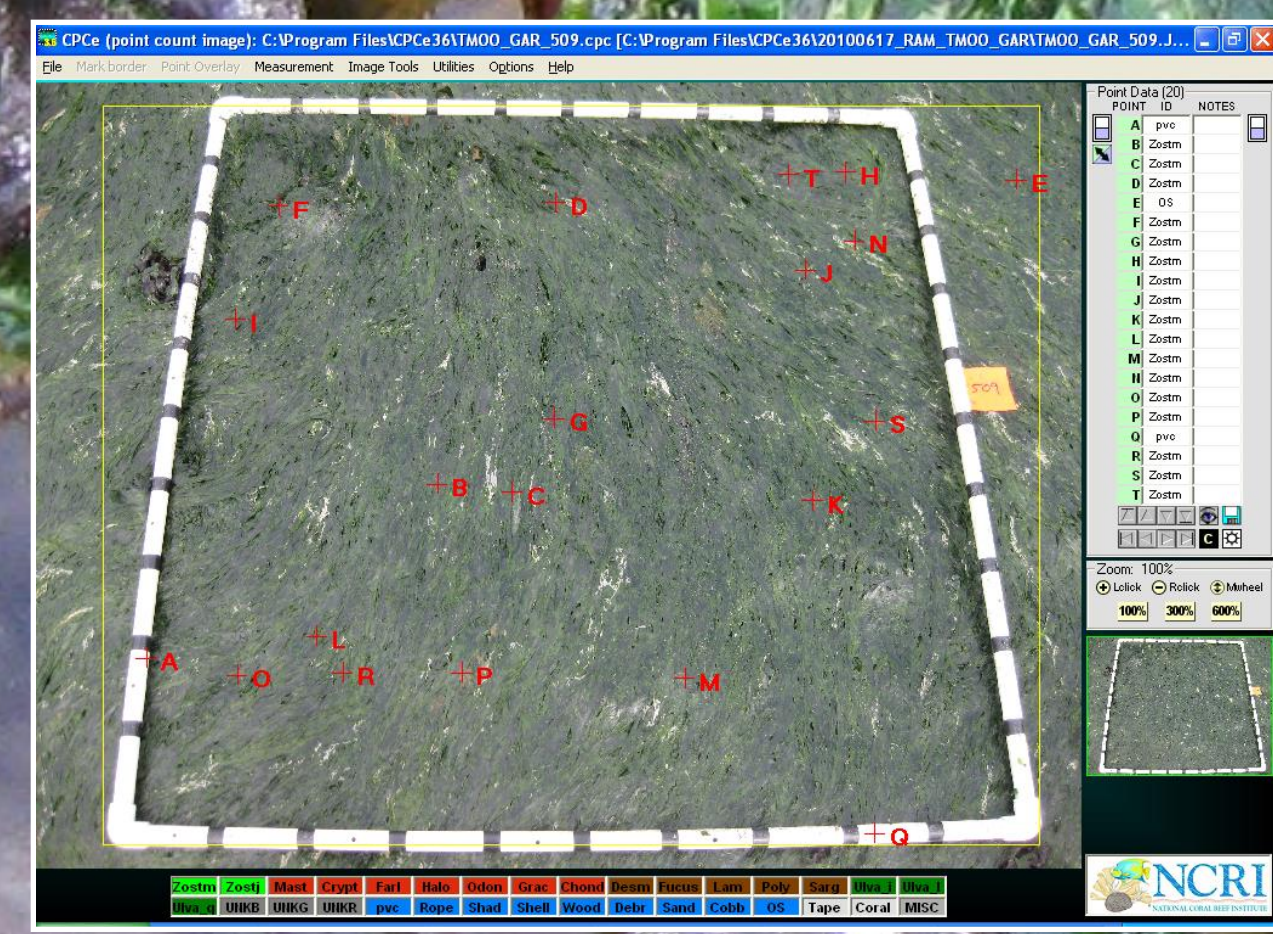 CPCe (point count image): C:\Program Files\CPCe36\TMOO_GAR_509.cpc [C:\Program Files\CPCe36\20100617_RAM_TMOO_GAR\TMOO_GAR_509.J...
File Mark border Point Overlay Measurement Image Tools Utilities Options Help
Point Data (20)
POINT ID NOTES
A pvc
B Zostm
C Zostm
D Zostm
E OS
F Zostm
G Zostm
H Zostm
I Zostm
J Zostm
K Zostm
L Zostm
M Zostm
N Zostm
O Zostm
P Zostm
Q pvc
R Zostm
S Zostm
T Zostm
C
Zoom: 100%
Lclick Rclick Mwheel
100% 300% 600%
T H E
F D
N
J
I
509
G S
B C K
L
A O R P M
Q
Zostm Zostj Mast Crypt Farl Halo Odon Grac Chond Desm Fucus Lam Poly Sarg Ulva_i Ulva_l
Ulva_q UNKB UNKG UNKR pvc Rope Shad Shell Wood Debr Sand Cobb OS Tape Coral MISC
NCRI
NATIONAL CORAL REEF INSTITUTE